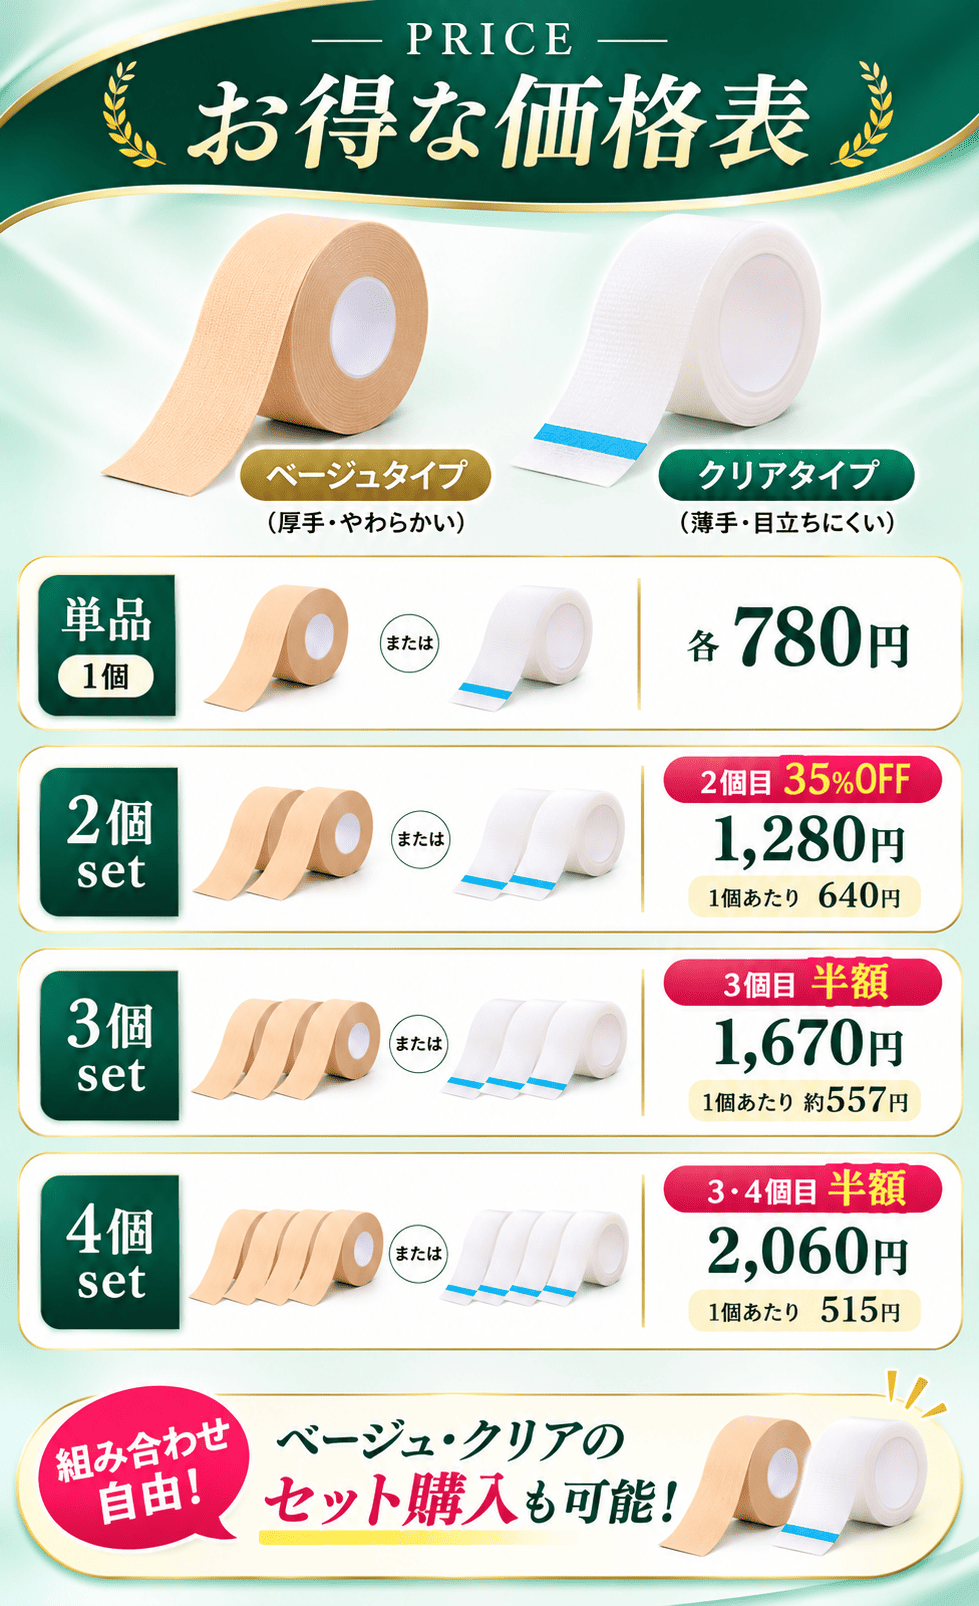 PRICE
お得な価格表
ベージュタイプ
(厚手・やわらかい)
クリアタイプ
(薄手・目立ちにくい)
単品
1個
または
各780円
2個
set
または
2個目 35%OFF
1,280円
1個あたり 640円
3個
set
または
3個目 半額
1,670円
1個あたり 約557円
4個
set
または
3・4個目 半額
2,060円
1個あたり 515円
組み合わせ
自由!
ベージュ・クリアの
セット購入も可能!